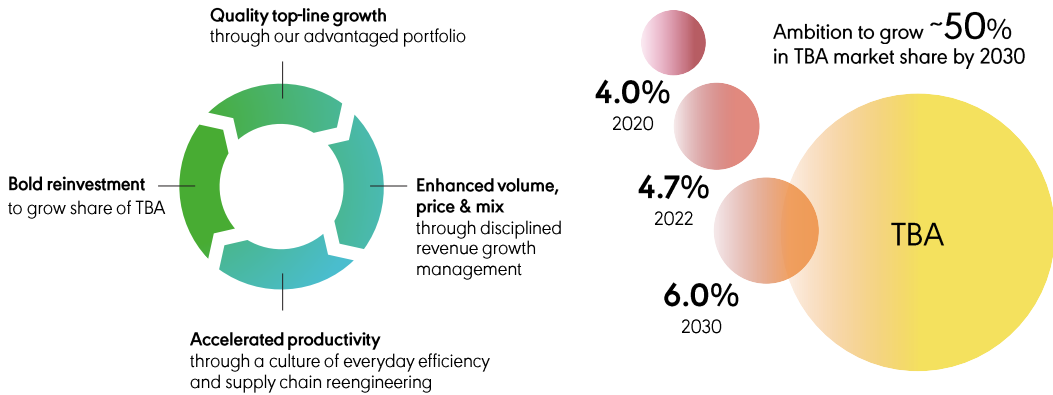 Quality top-line growth
through our advantaged portfolio
Bold reinvestment
to grow share of TBA
Enhanced volume,
price & mix
through disciplined
revenue growth
management
Accelerated productivity
through a culture of everyday efficiency
and supply chain reengineering
Ambition to grow ~50%
in TBA market share by 2030
4.0%
2020
4.7%
2022
6.0%
2030
TBA